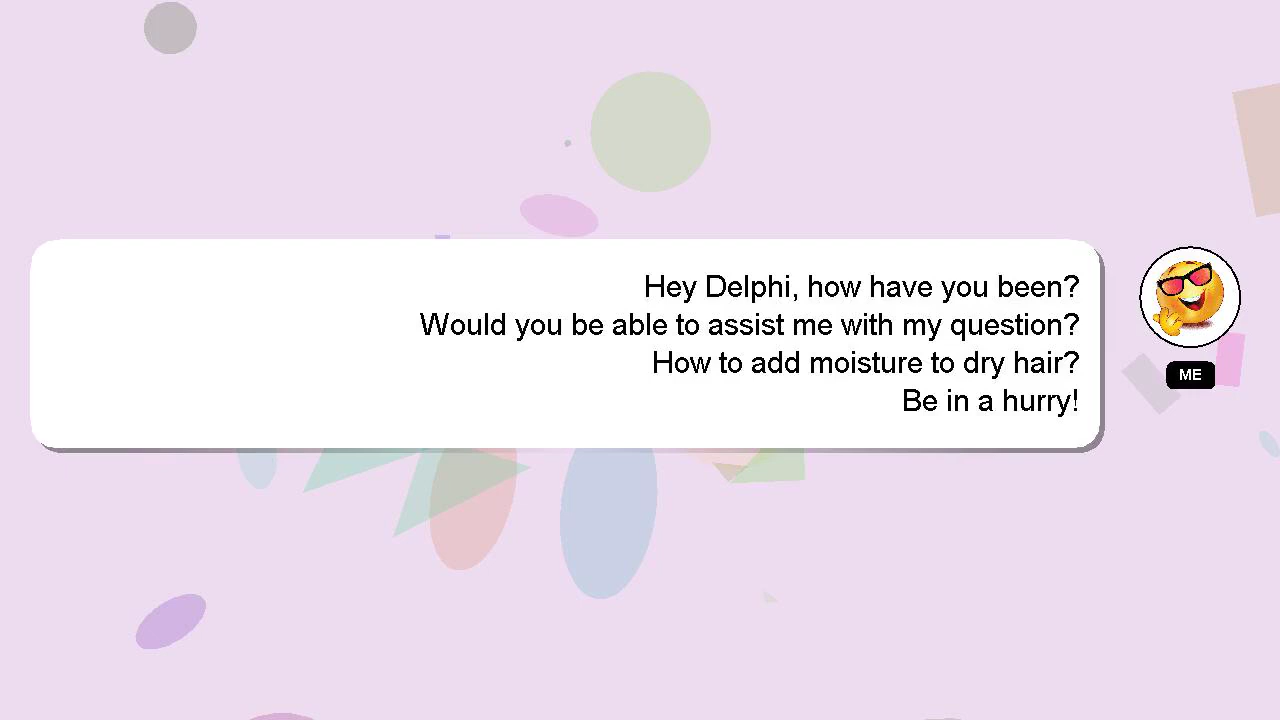 Hey Delphi, how have you been?
Would you be able to assist me with my question?
How to add moisture to dry hair?
Be in a hurry!
ME